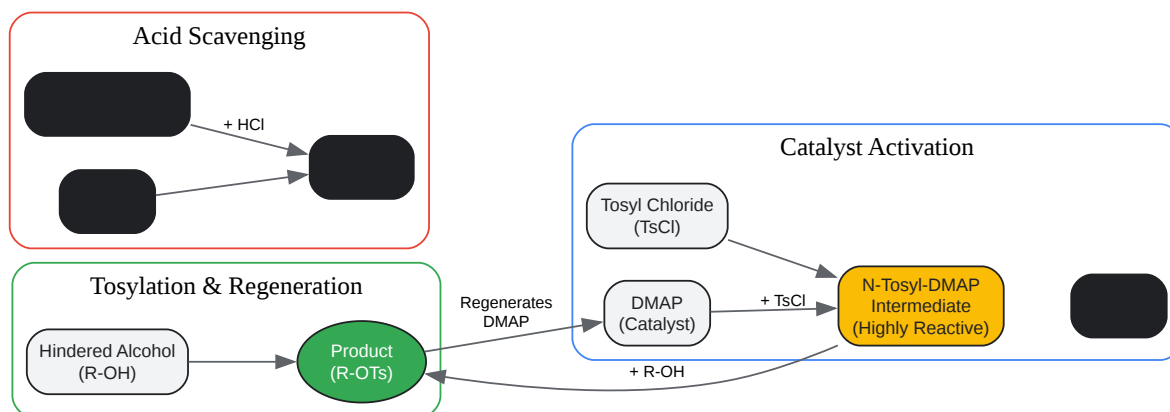 Acid Scavenging
+ HCl
Catalyst Activation
Tosyl Chloride
(TsCl)
DMAP
(Catalyst)
+ TsCl
N-Tosyl-DMAP
Intermediate
(Highly Reactive)
Tosylation & Regeneration
Hindered Alcohol
(R-OH)
Product
(R-OTs)
Regenerates
DMAP
+ R-OH